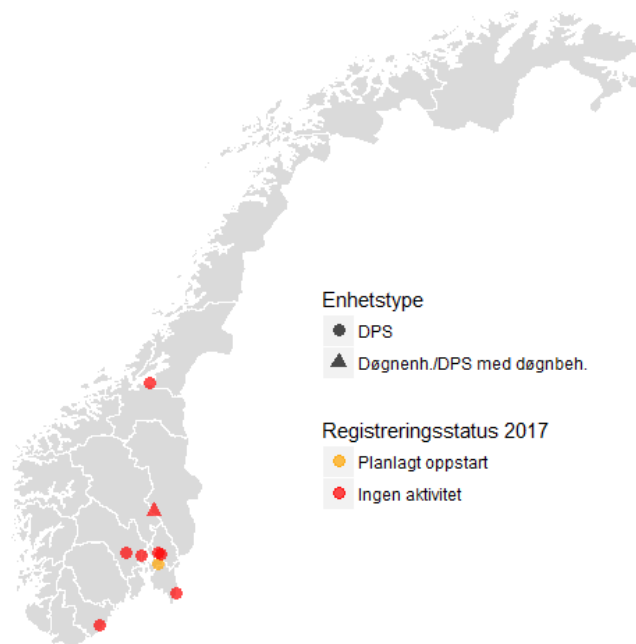 Enhetstype
DPS
Døgnenh./DPS med døgnbeh.
Registreringsstatus 2017
Planlagt oppstart
Ingen aktivitet